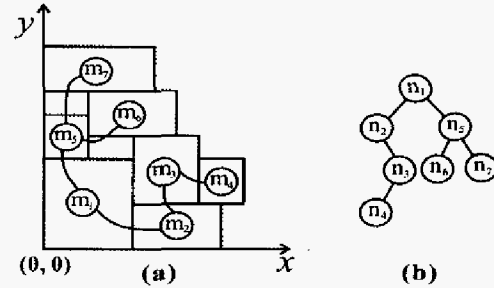 y
m₇
m₆
m₅
m₃
m₄
m₁
m₂
(0, 0)
(a)
x
n₁
n₂
n₅
n₃
n₆
n₇
n₄
(b)